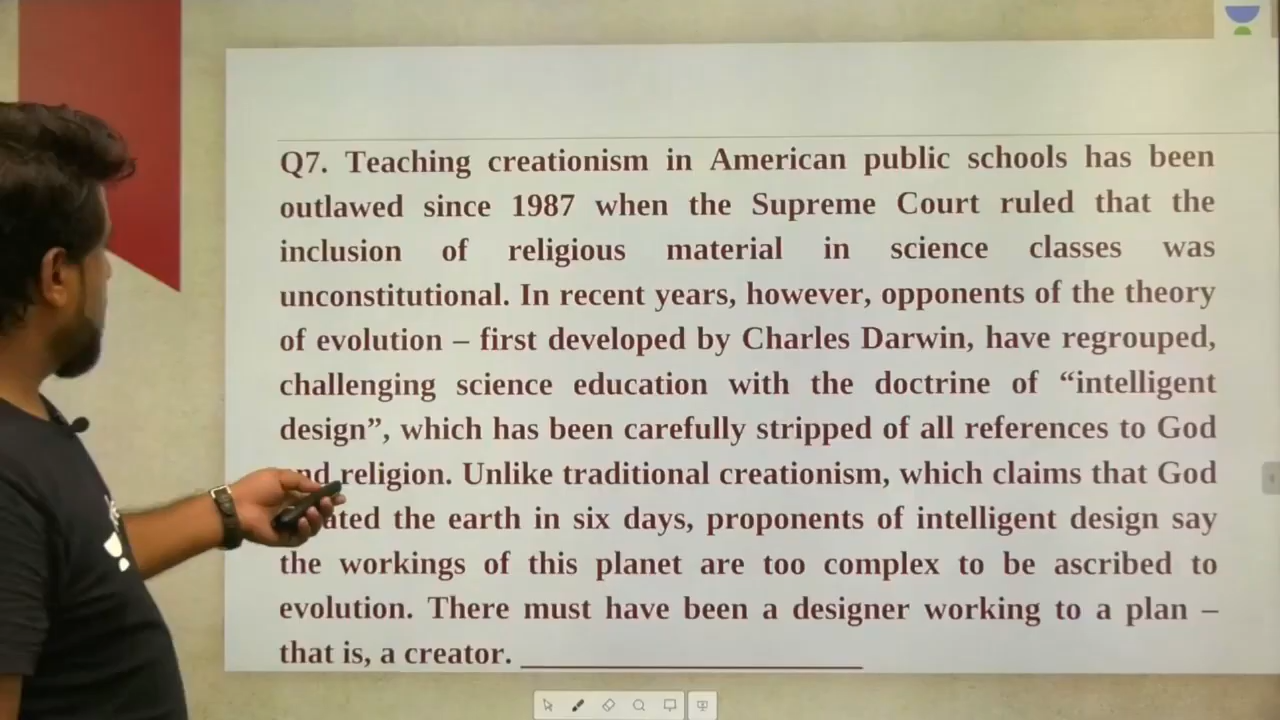 Q7. Teaching creationism in American public schools has been
outlawed since 1987 when the Supreme Court ruled that the
inclusion of religious material in science classes was
unconstitutional. In recent years, however, opponents of the theory
of evolution – first developed by Charles Darwin, have regrouped,
challenging science education with the doctrine of “intelligent
design”, which has been carefully stripped of all references to God
religion. Unlike traditional creationism, which claims that God
the earth in six days, proponents of intelligent design say
the workings of this planet are too complex to be ascribed to
evolution. There must have been a designer working to a plan –
that is, a creator.